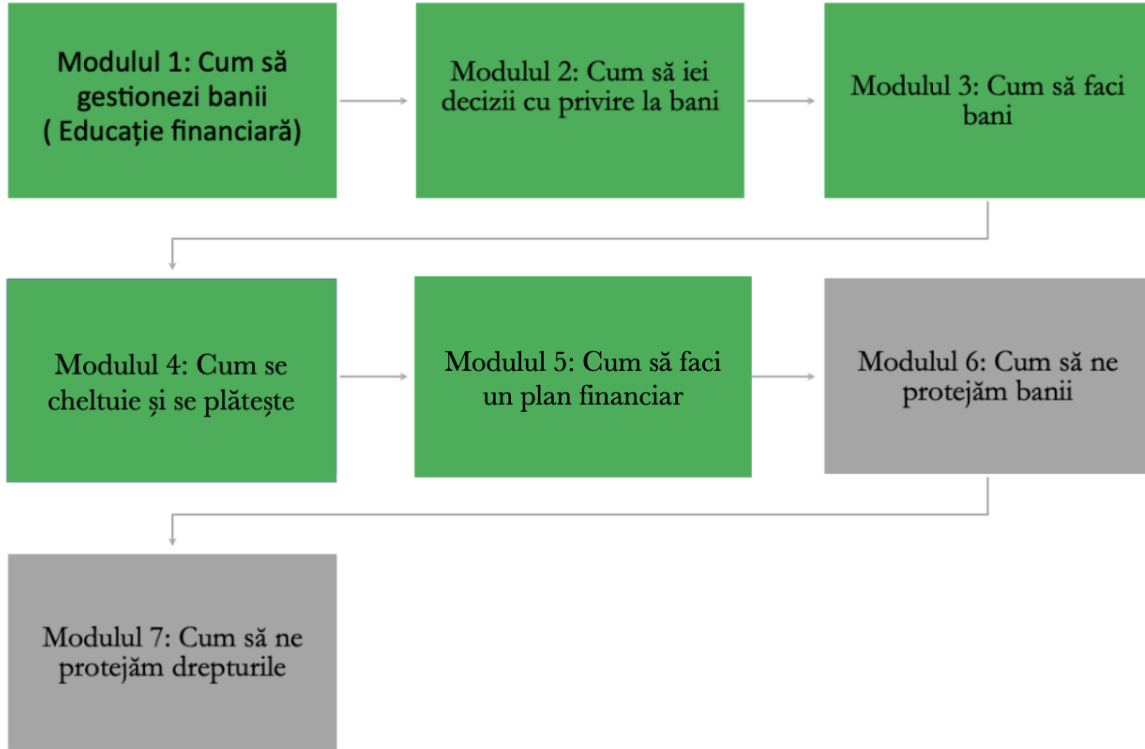 Modulul 1: Cum să
gestionezi banii
( Educație financiară)
Modulul 2: Cum să iei
decizii cu privire la bani
Modulul 3: Cum să faci
bani
Modulul 4: Cum se
cheltuie și se plătește
Modulul 5: Cum să faci
un plan financiar
Modulul 6: Cum să ne
protejăm banii
Modulul 7: Cum să ne
protejăm drepturile